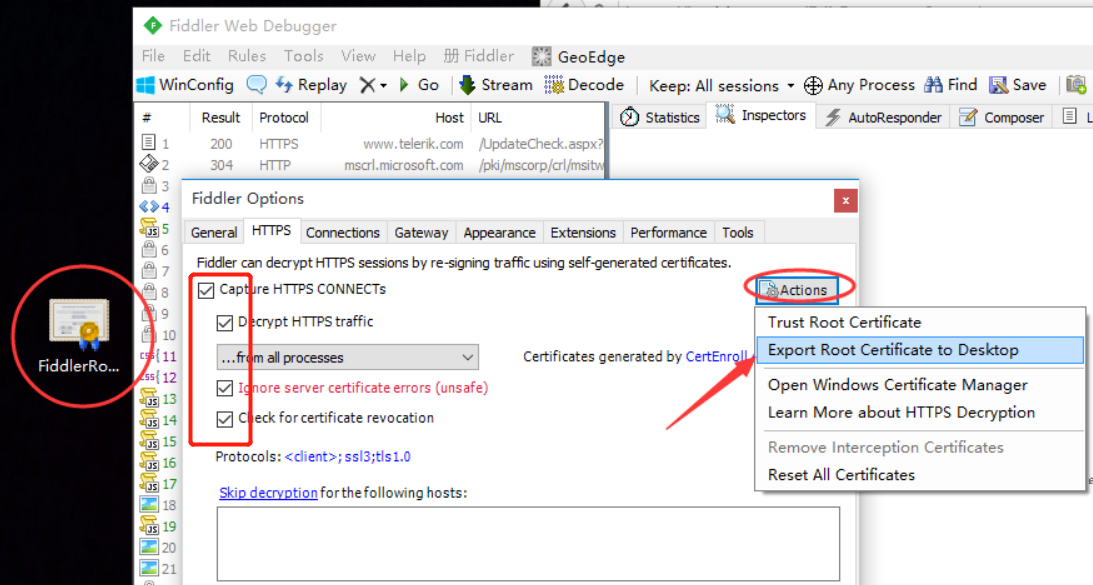 Fiddler Web Debugger
File Edit Rules Tools View Help 册 Fiddler GeoEdge
WinConfig Replay Go Stream Decode Keep: All sessions Any Process Find Save
# Result Protocol Host URL Statistics Inspectors AutoResponder Composer L
1 200 HTTPS www.telerik.com /UpdateCheck.aspx?
2 304 HTTP mscrl.microsoft.com /pki/mscorp/crl/msitw
3
Fiddler Options x
4
General HTTPS Connections Gateway Appearance Extensions Performance Tools
5
6
Fiddler can decrypt HTTPS sessions by re-signing traffic using self-generated certificates.
7
8
Capture HTTPS CONNECTs Actions
9
Decrypt HTTPS traffic Trust Root Certificate
10
...from all processes Certificates generated by CertEnroll Export Root Certificate to Desktop
11
FiddlerRo...
12
Ignore server certificate errors (unsafe) Open Windows Certificate Manager
13
Check for certificate revocation Learn More about HTTPS Decryption
14
15
Remove Interception Certificates
Protocols: <client>;ssl3;tls1.0
16
Reset All Certificates
17
Skip decryption for the following hosts:
18
19
20
21